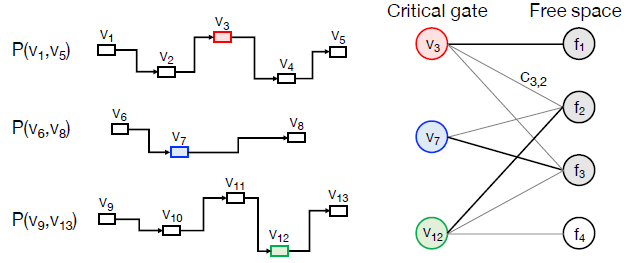 Critical gate Free space
P(v₁,v₅) v₁ v₂ v₃ v₄ v₅
P(v₆,v₈) v₆ v₇ v₈
P(v₉,v₁₃) v₉ v₁₀ v₁₁ v₁₂ v₁₃
v₃ f₁
C₃,₂
f₂
v₇
f₃
v₁₂ f₄